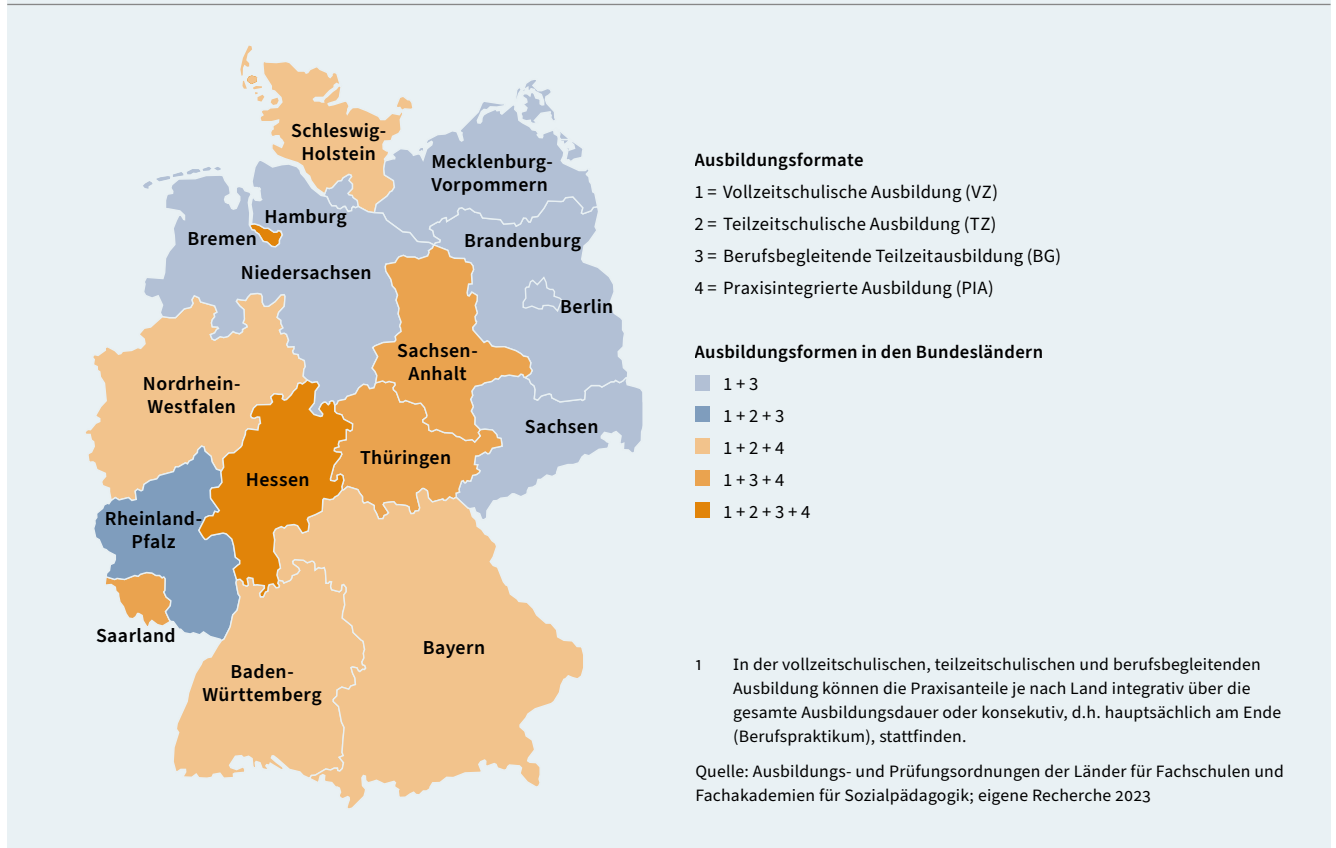 Schleswig-
Holstein
Mecklenburg-
Vorpommern
Hamburg
Bremen
Brandenburg
Niedersachsen
Berlin
Sachsen-
Anhalt
Nordrhein-
Westfalen
Sachsen
Thüringen
Hessen
Rheinland-
Pfalz
Saarland
Bayern
Baden-
Württemberg
Ausbildungsformate
1 = Vollzeitschulische Ausbildung (VZ)
2 = Teilzeitschulische Ausbildung (TZ)
3 = Berufsbegleitende Teilzeitausbildung (BG)
4 = Praxisintegrierte Ausbildung (PIA)
Ausbildungsformen in den Bundesländern
1 + 3
1 + 2 + 3
1 + 2 + 4
1 + 3 + 4
1 + 2 + 3 + 4
1 In der vollzeitschulischen, teilzeitschulischen und berufsbegleitenden
Ausbildung können die Praxisanteile je nach Land integrativ über die
gesamte Ausbildungsdauer oder konsekutiv, d.h. hauptsächlich am Ende
(Berufspraktikum), stattfinden.
Quelle: Ausbildungs- und Prüfungsordnungen der Länder für Fachschulen und
Fachakademien für Sozialpädagogik; eigene Recherche 2023